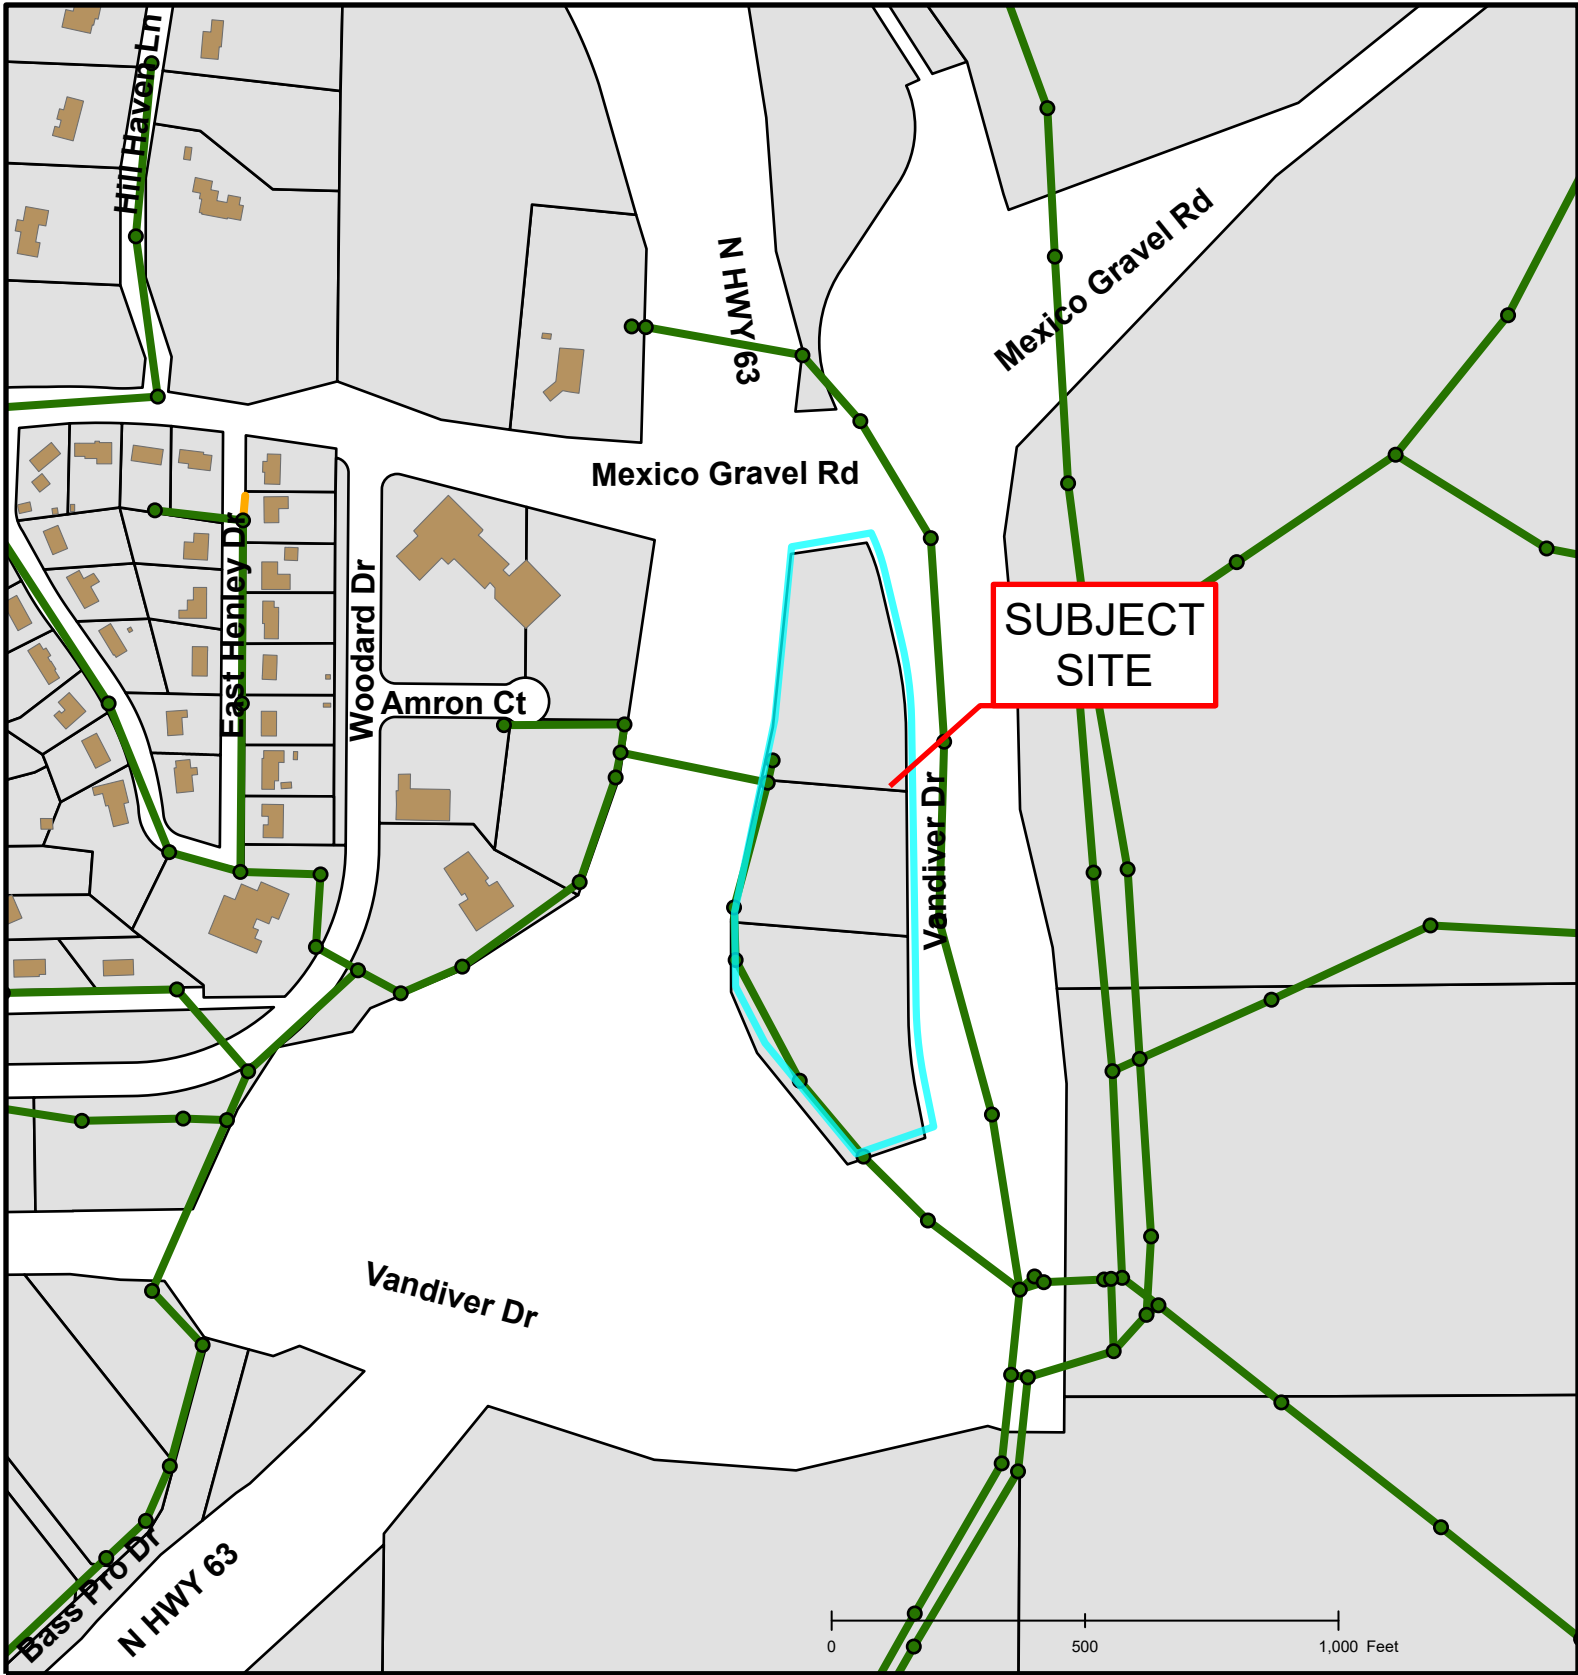 Hill Haven Ln
N HWY 63
Mexico Gravel Rd
Mexico Gravel Rd
East Henley Dr
Woodard Dr
Amron Ct
SUBJECT
SITE
Vandiver Dr
Vandiver Dr
Bass Pro Dr
N HWY 63
0 500 1,000 Feet